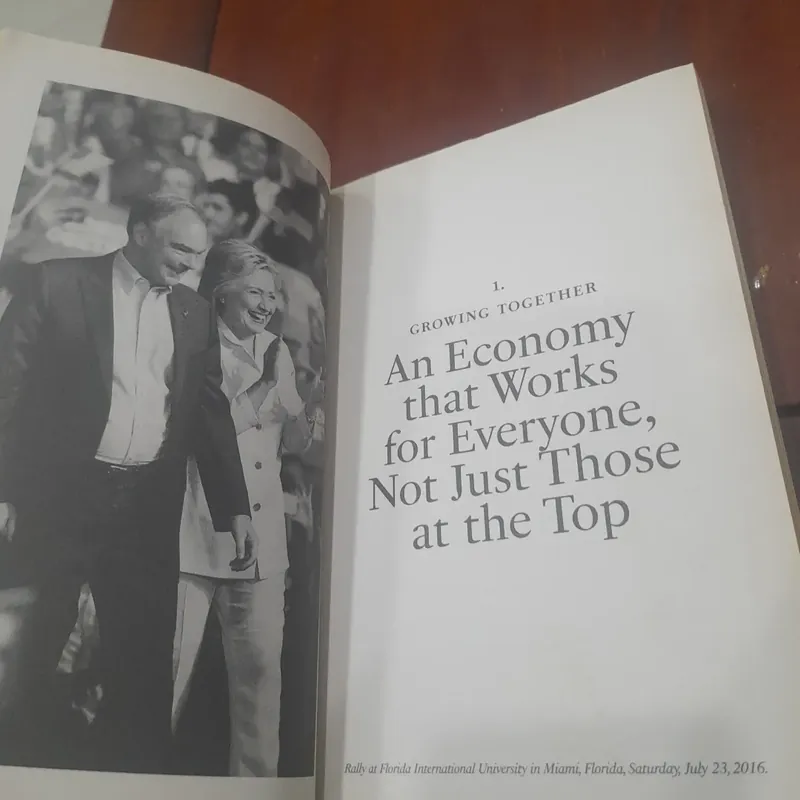 1.
GROWING TOGETHER
An Economy
that Works
for Everyone,
Not Just Those
at the Top
Rally at Florida International University in Miami, Florida, Saturday, July 23, 2016.